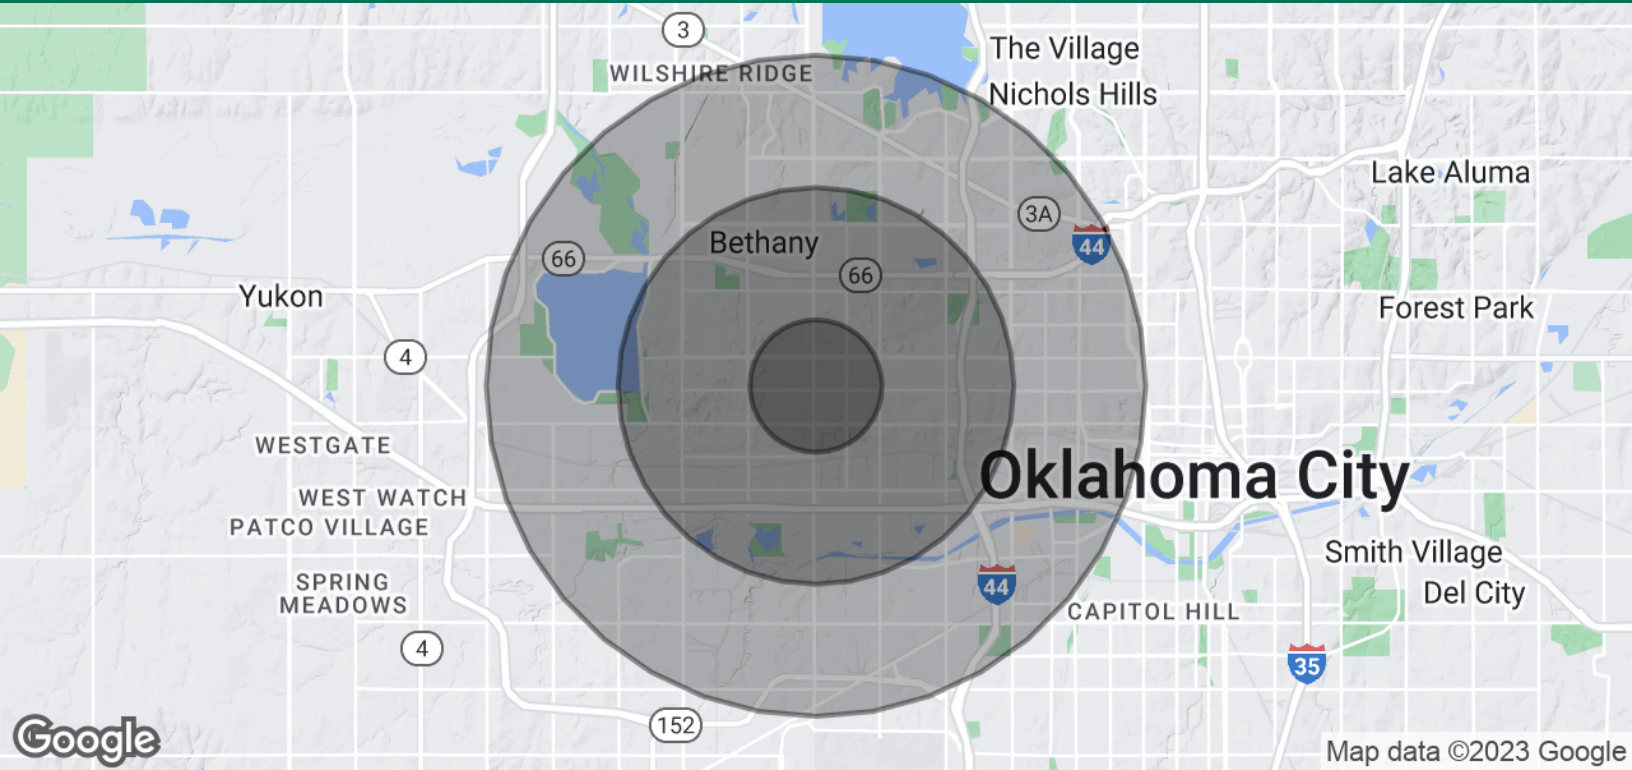 3
The Village
WILSHIRE RIDGE
Nichols Hills
Lake Aluma
3A
Bethany
44
66
66
Yukon
Forest Park
4
WESTGATE
Oklahoma City
WEST WATCH
PATCO VILLAGE
Smith Village
SPRING
MEADOWS
44
Del City
CAPITOL HILL
4
35
152
Google
Map data ©2023 Google